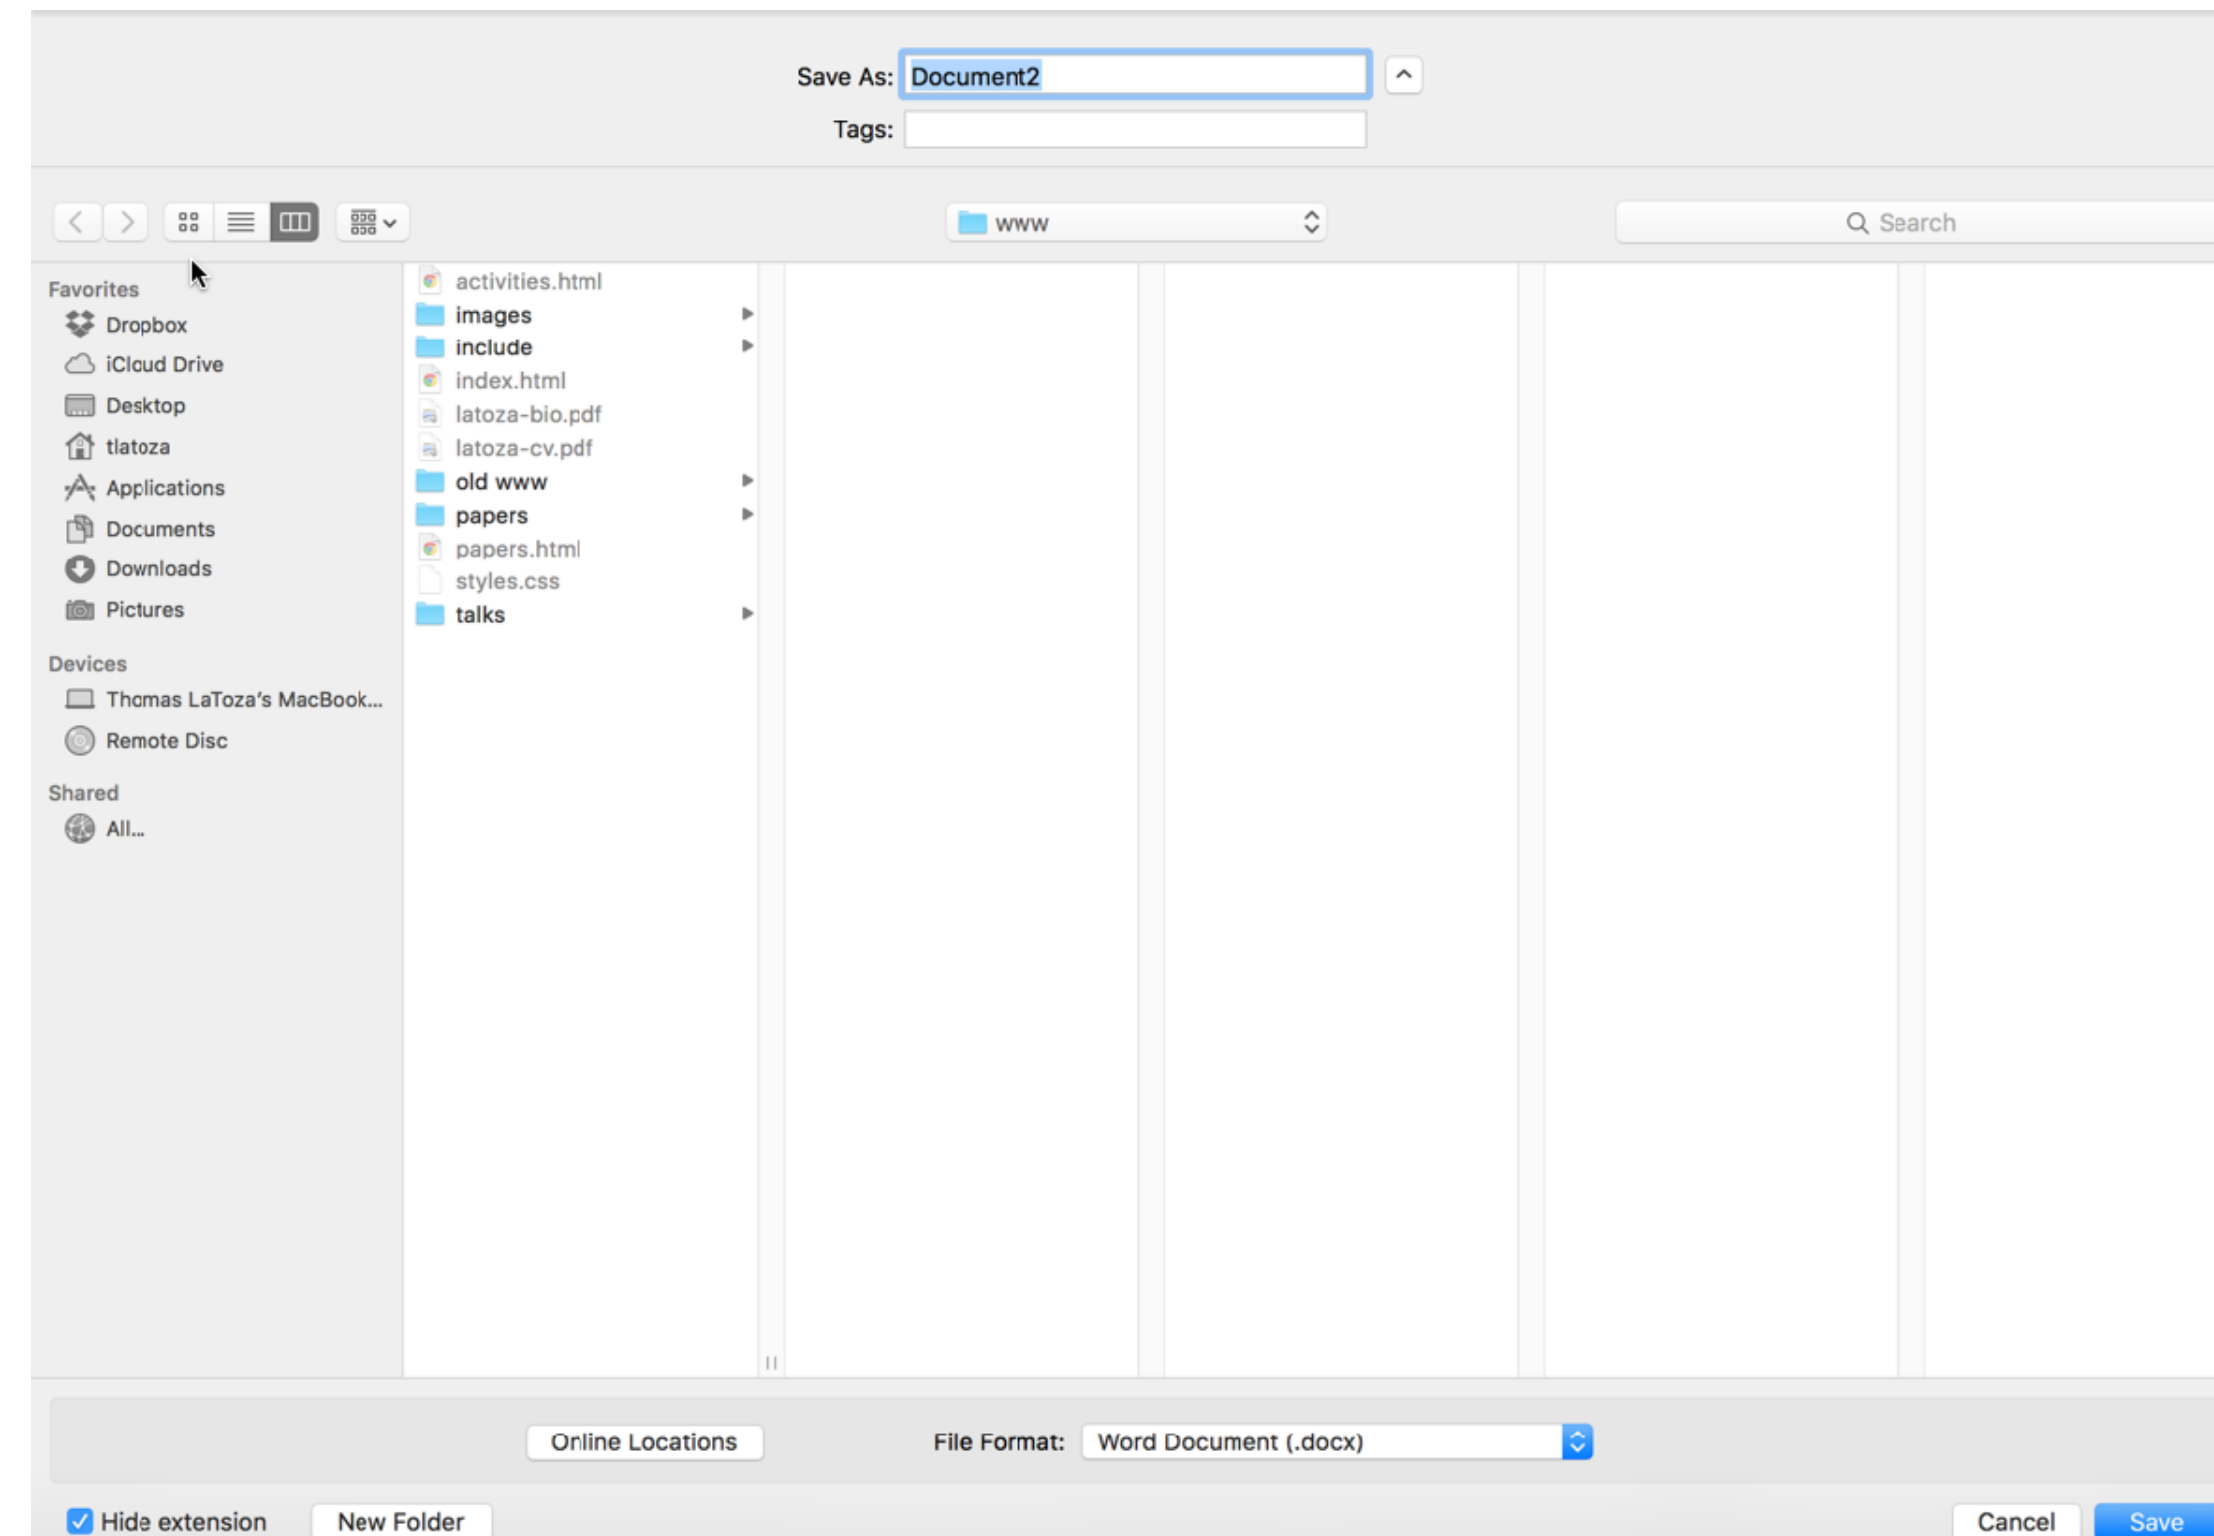 Save As: Document2
Tags:
www
Search
Favorites
Dropbox
iCloud Drive
Desktop
tlatoza
Applications
Documents
Downloads
Pictures
Devices
Thomas LaToza's MacBook...
Remote Disc
Shared
All...
activities.html
images
include
index.html
latoza-bio.pdf
latoza-cv.pdf
old www
papers
papers.html
styles.css
talks
Online Locations
File Format: Word Document (.docx)
Hide extension
New Folder
Cancel
Save